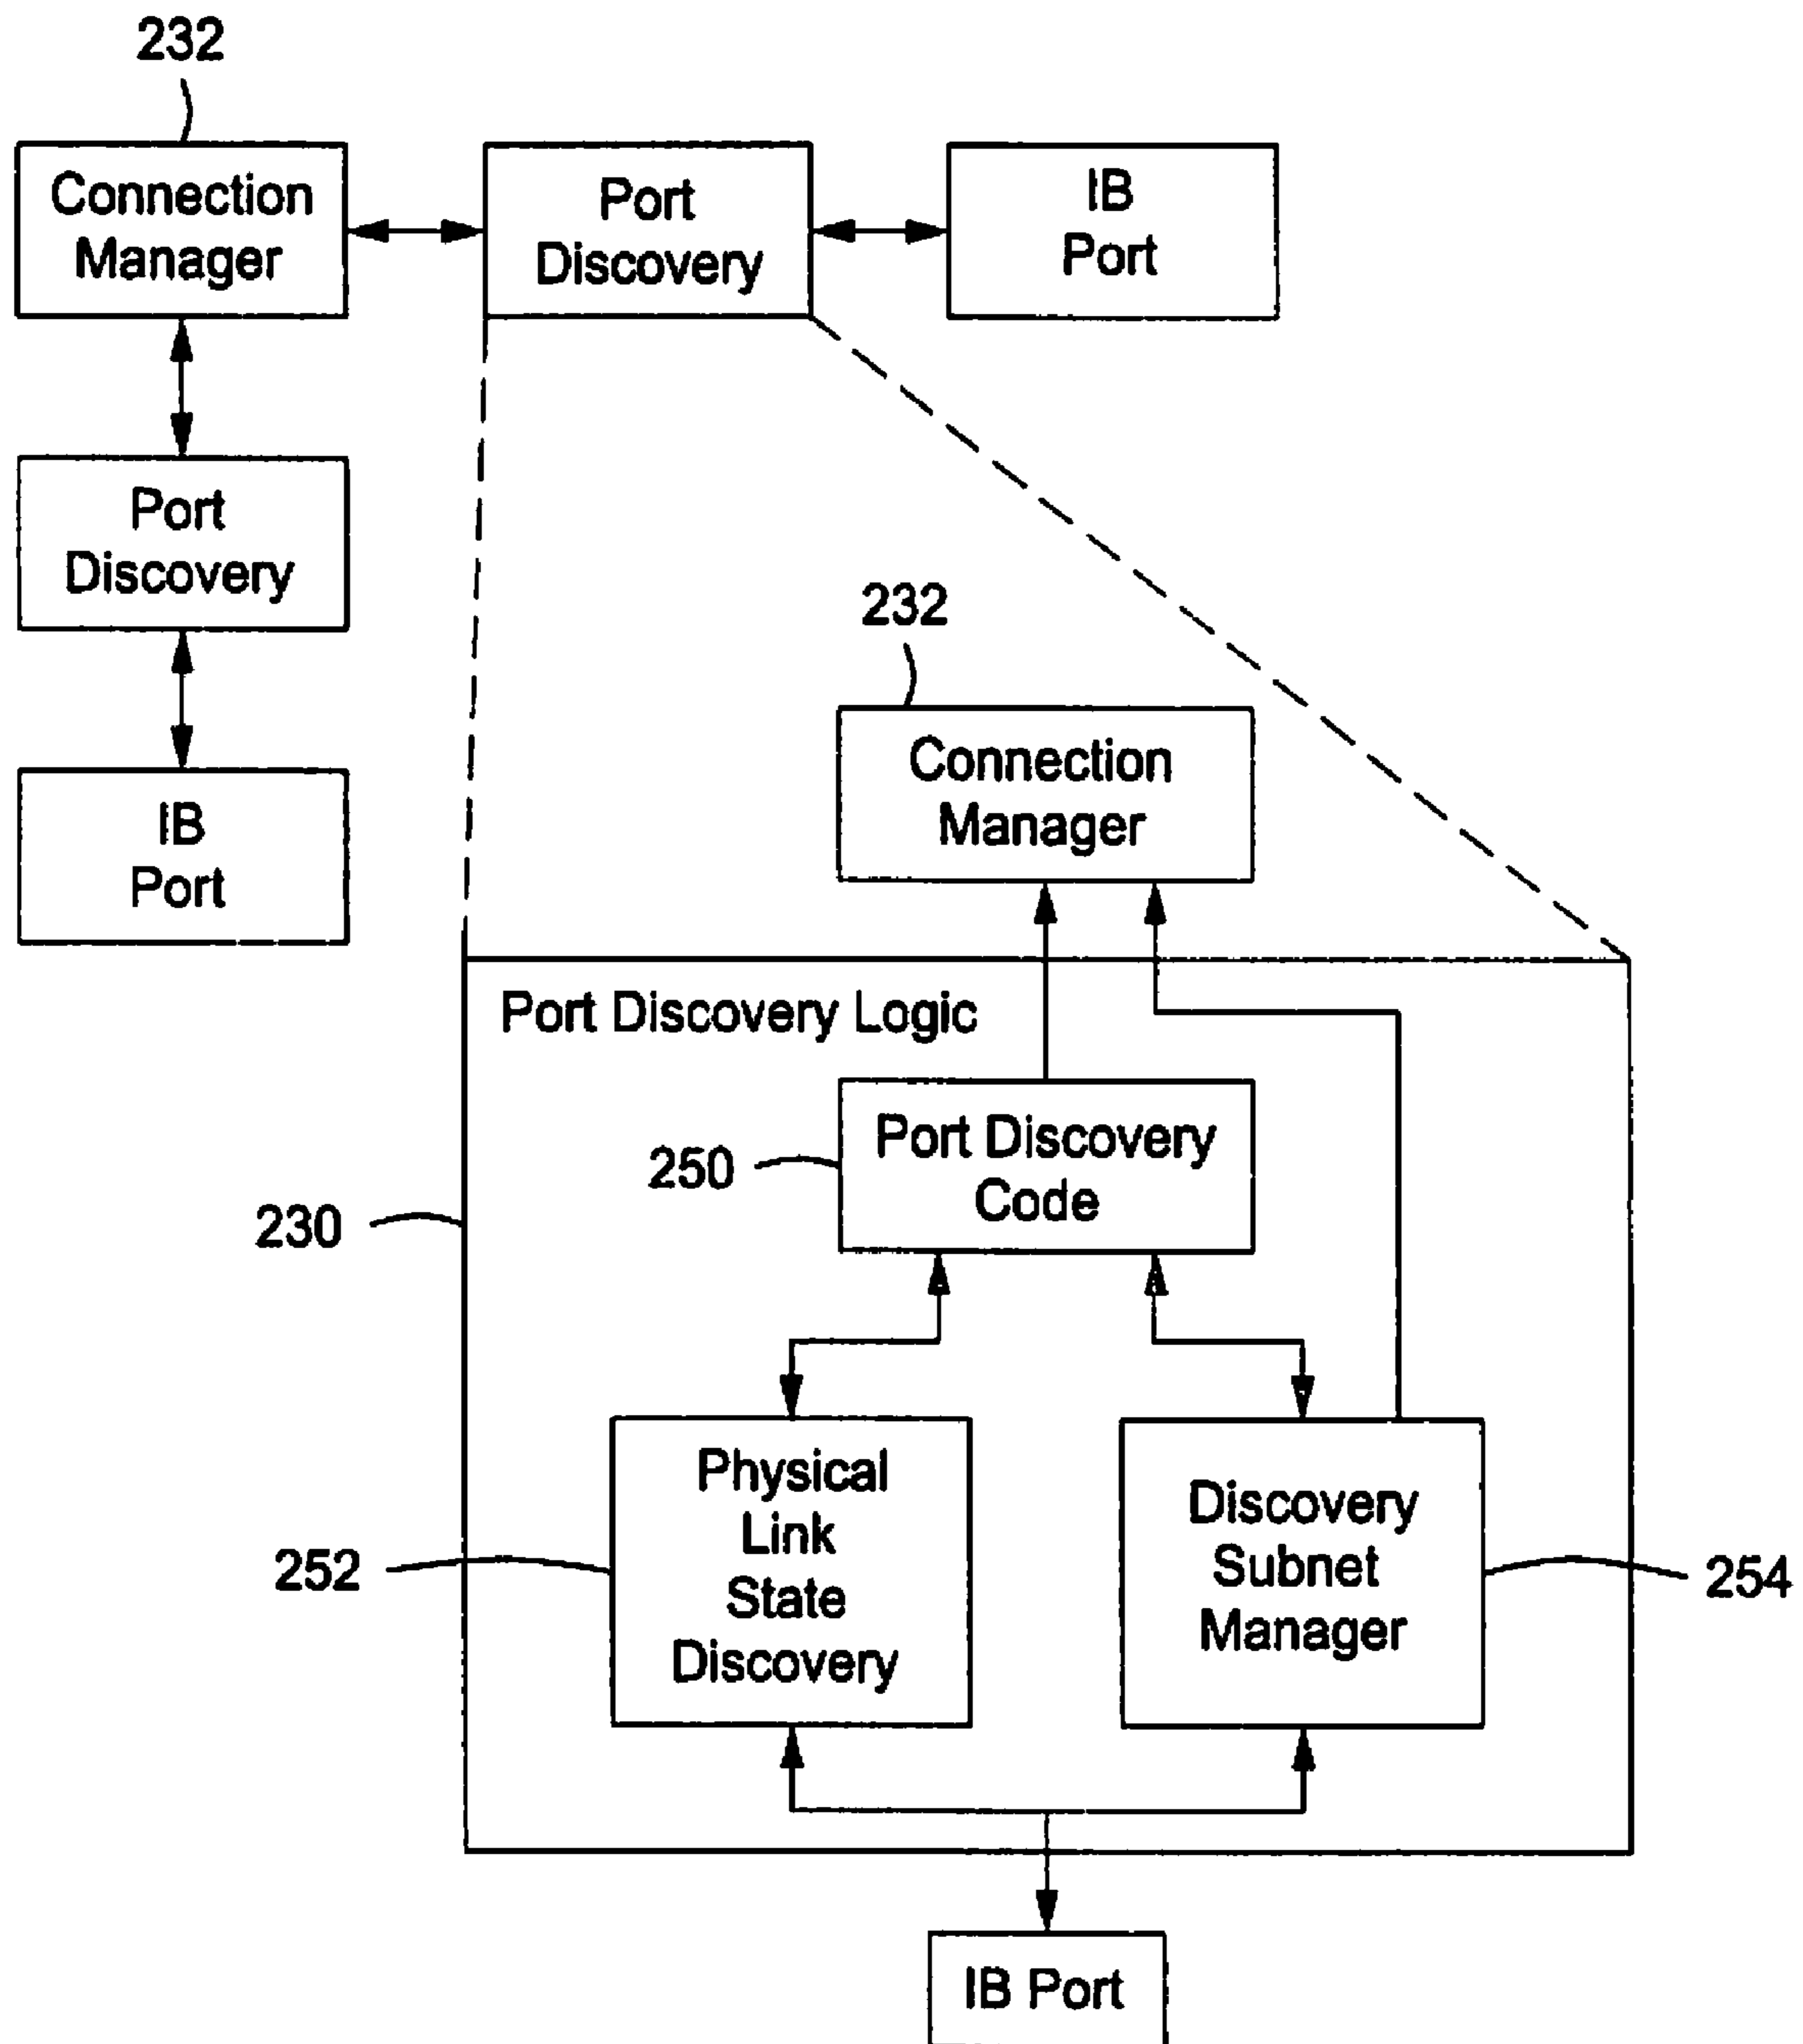 232
Connection
Manager
Port
Discovery
IB
Port
Port
Discovery
IB
Port
232
Connection
Manager
Port Discovery Logic
250
Port Discovery
Code
230
252
Physical
Link
State
Discovery
Discovery
Subnet
Manager
254
IB Port